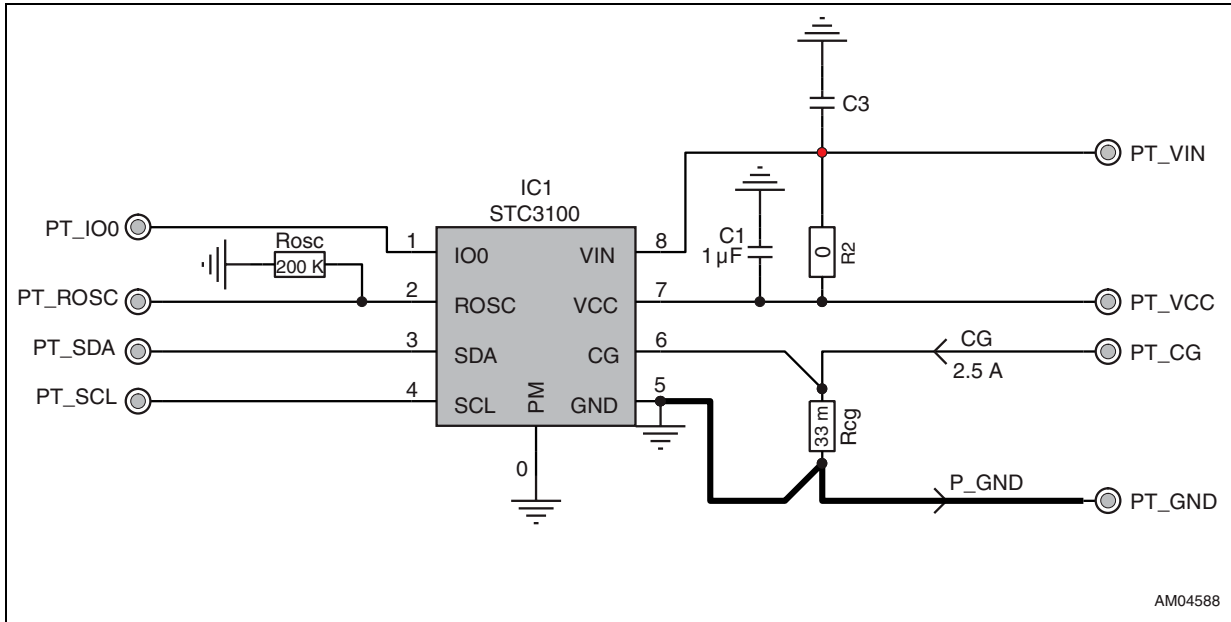 C3
PT_VIN
IC1
STC3100
PT_IO0
Rosc
200 K
C1
1 µF
0
R2
1
IO0
VIN
8
PT_ROSC
2
ROSC
VCC
7
PT_VCC
PT_SDA
3
SDA
CG
6
CG
2.5 A
PT_CG
PT_SCL
4
SCL
PM
GND
5
33 m
Rcg
0
P_GND
PT_GND
AM04588